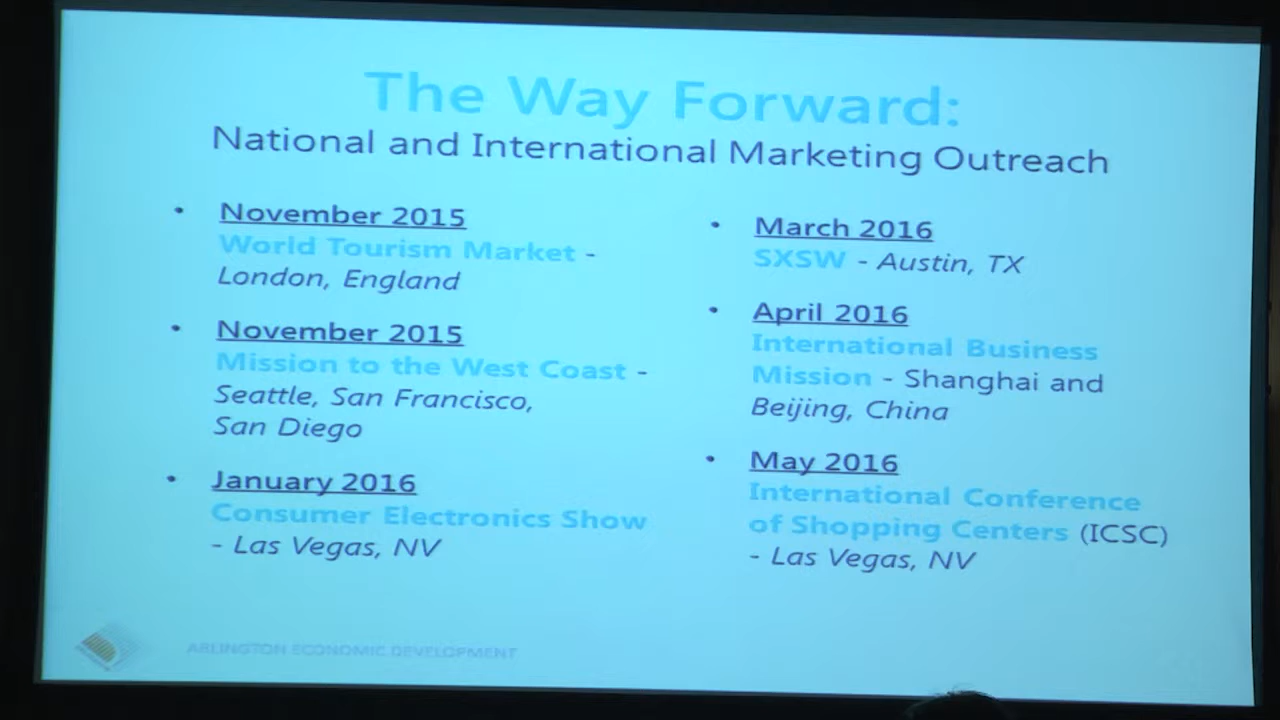 The Way Forward:
National and International Marketing Outreach
• November 2015
World Tourism Market -
London, England
• November 2015
Mission to the West Coast -
Seattle, San Francisco,
San Diego
• January 2016
Consumer Electronics Show
- Las Vegas, NV
• March 2016
SXSW - Austin, TX
• April 2016
International Business
Mission - Shanghai and
Beijing, China
• May 2016
International Conference
of Shopping Centers (ICSC)
- Las Vegas, NV
ARLINGTON ECONOMIC DEVELOPMENT